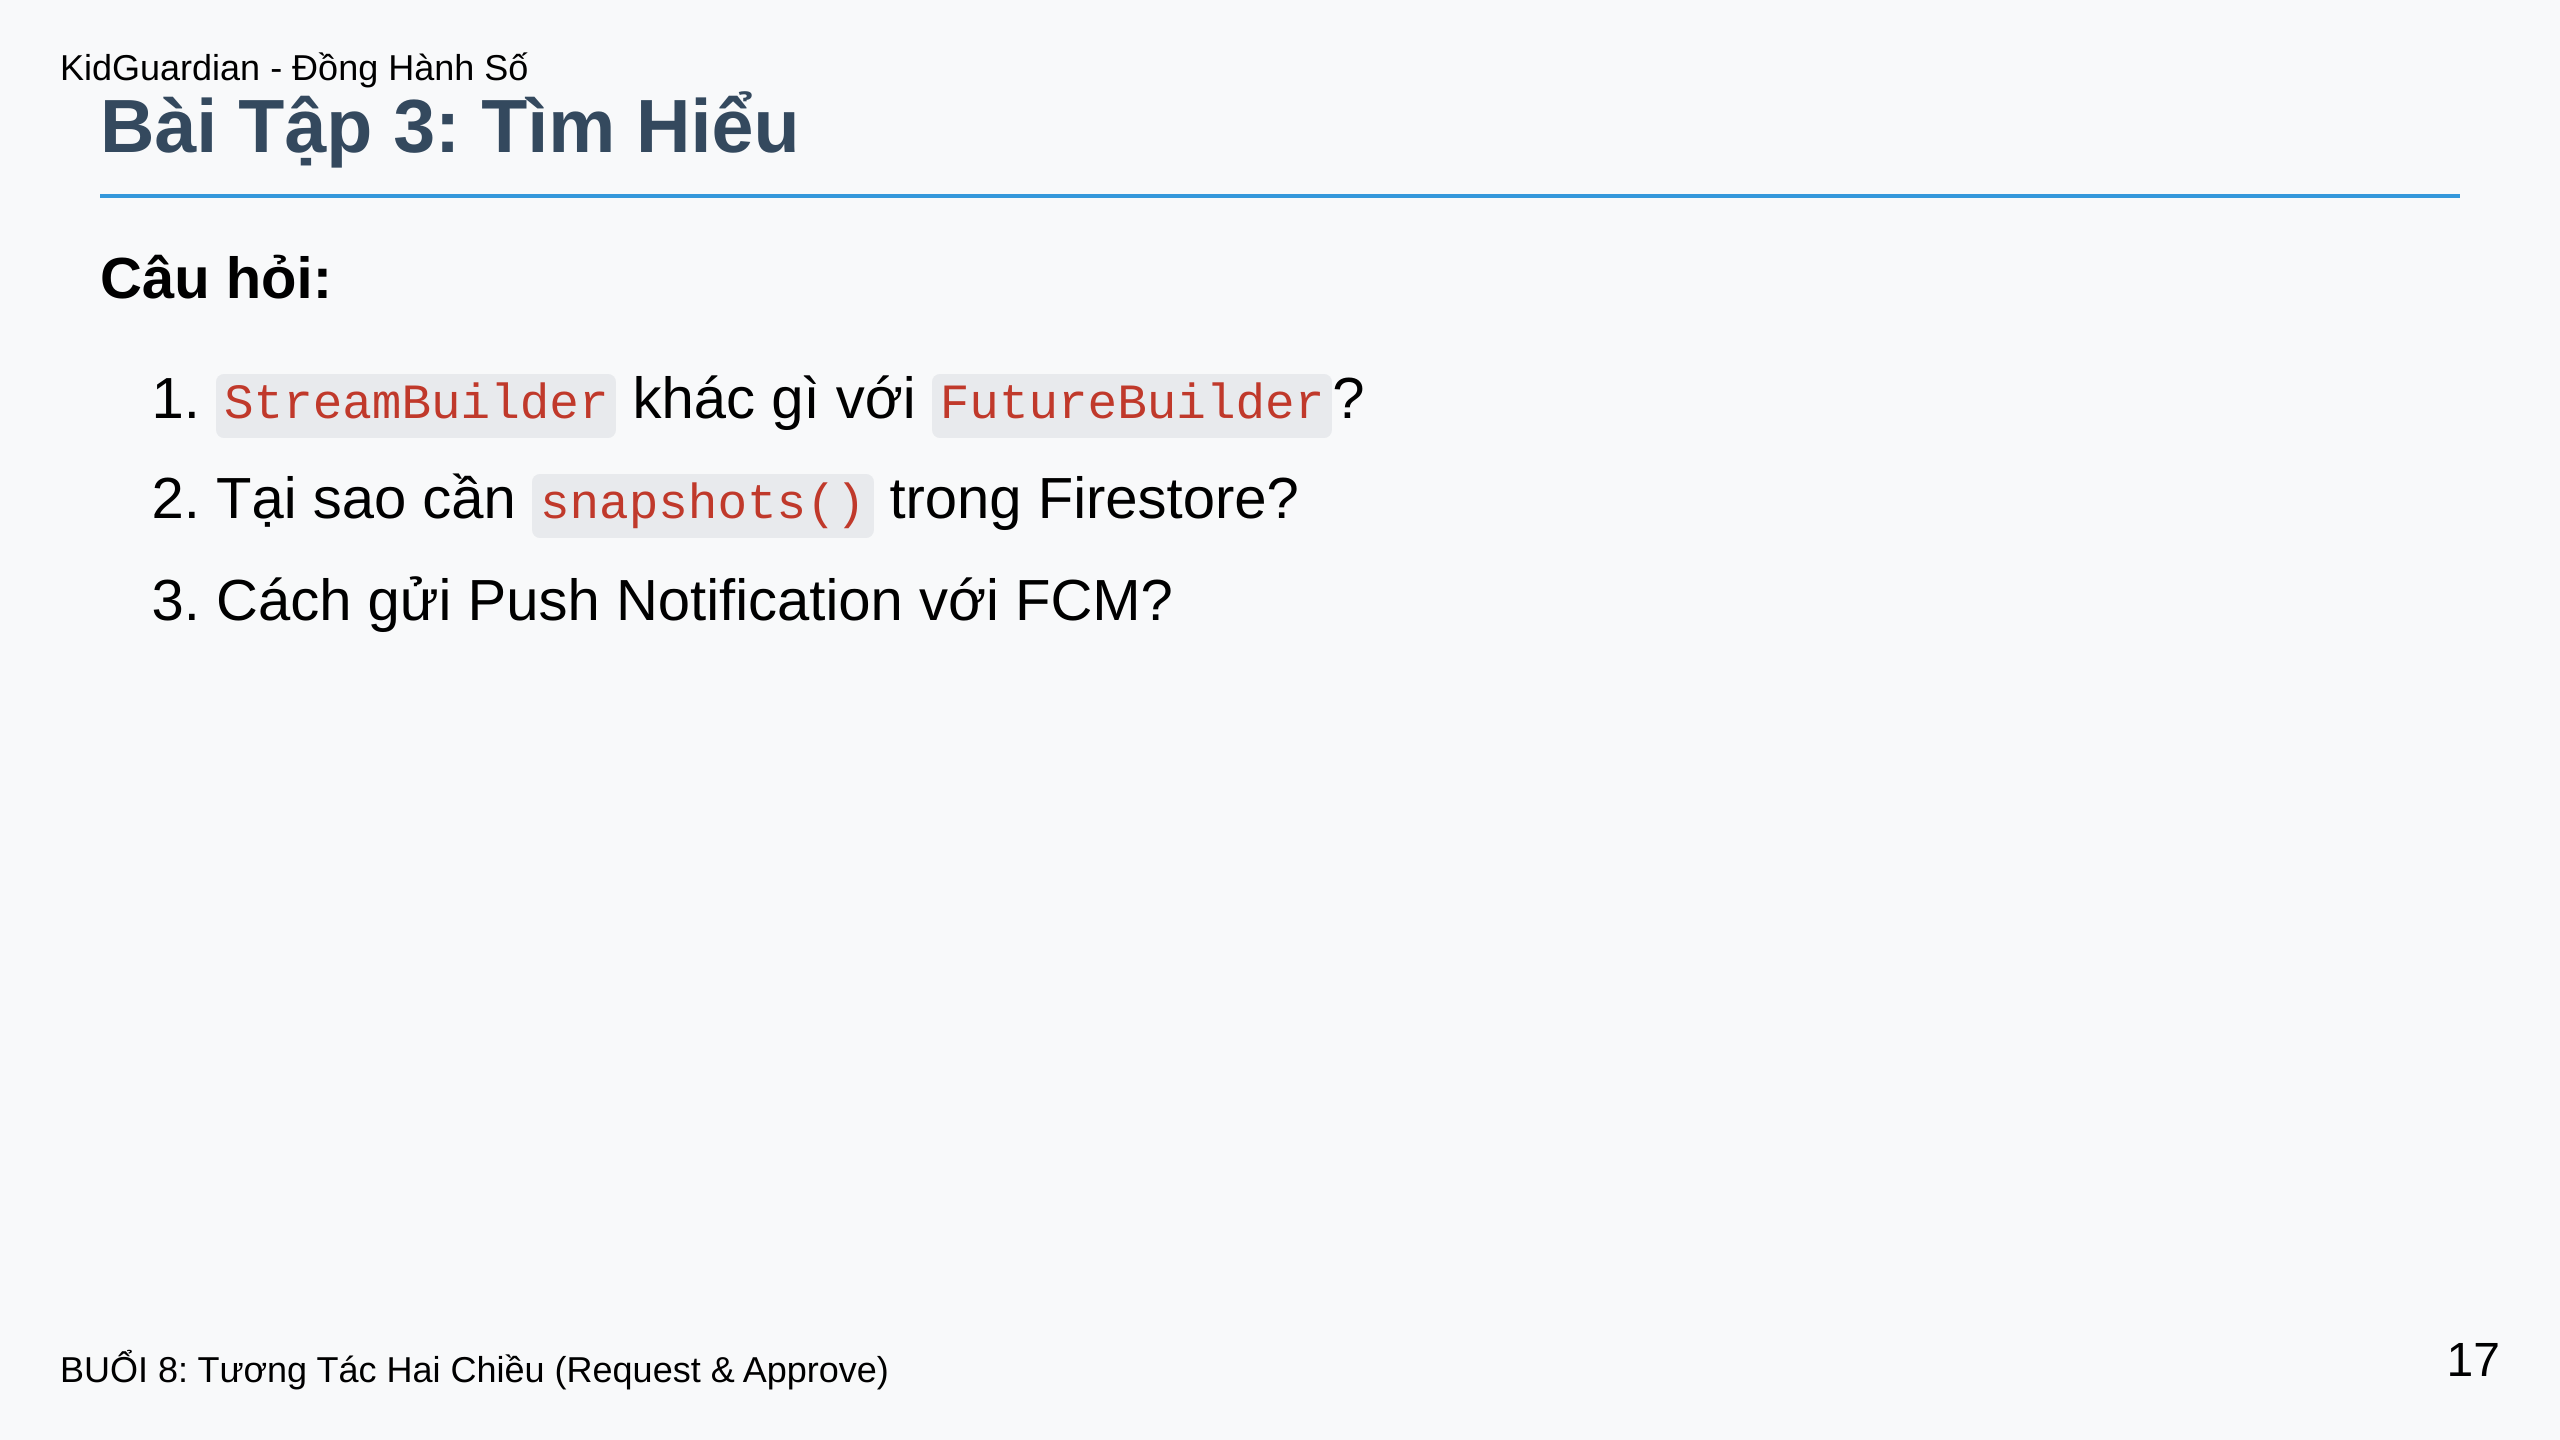 KidGuardian - Đồng Hành Số
Bài Tập 3: Tìm Hiểu
Câu hỏi:
1. StreamBuilder khác gì với FutureBuilder?
2. Tại sao cần snapshots() trong Firestore?
3. Cách gửi Push Notification với FCM?
BUỔI 8: Tương Tác Hai Chiều (Request & Approve)
17